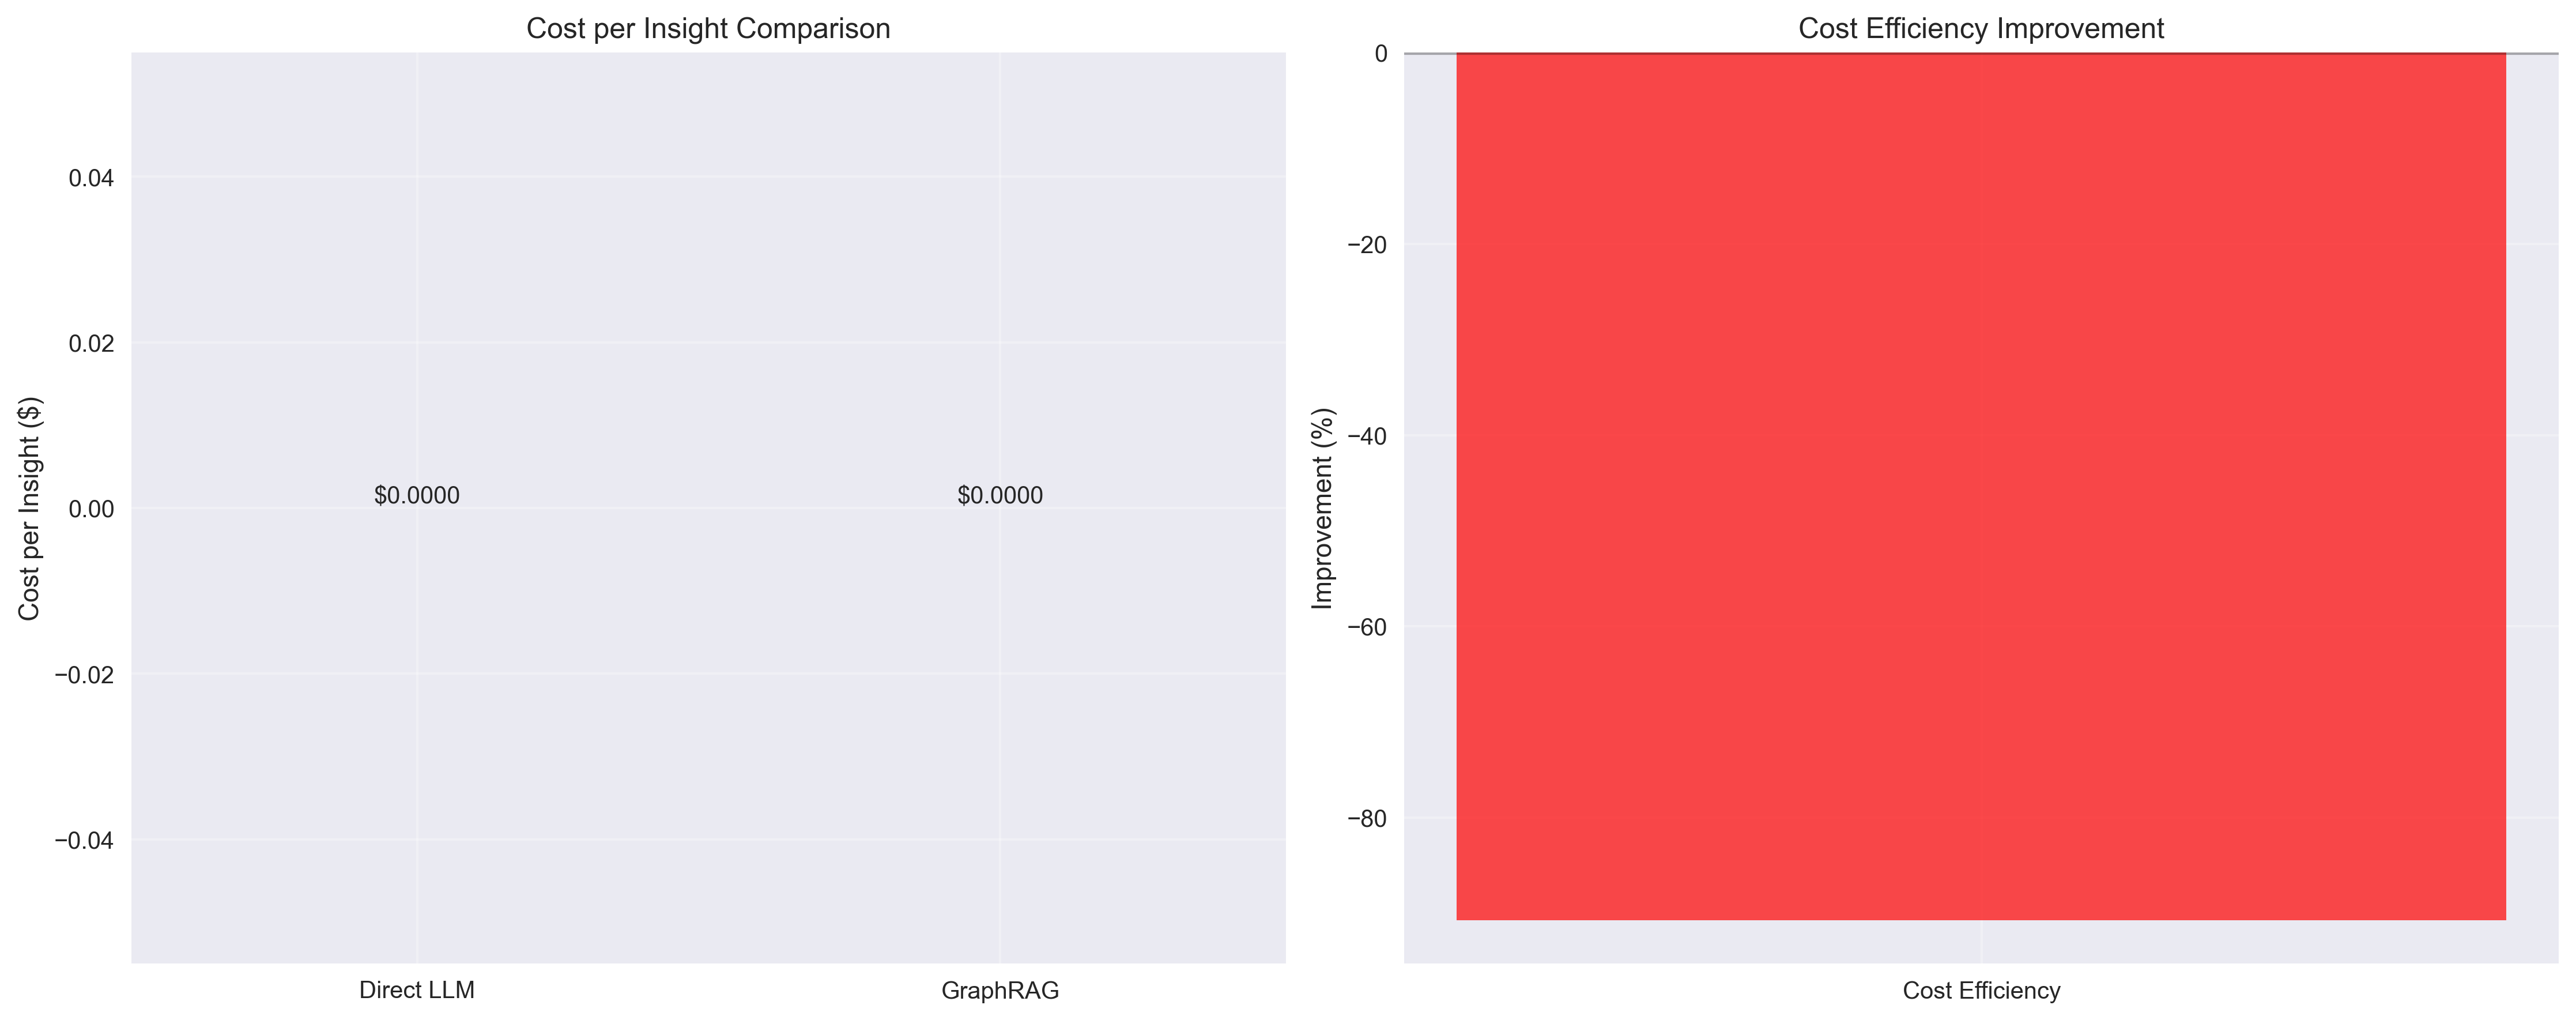 Cost per Insight Comparison
Cost per Insight ($)
0.04
0.02
0.00
−0.02
−0.04
$0.0000
$0.0000
Direct LLM
GraphRAG
Cost Efficiency Improvement
Improvement (%)
0
−20
−40
−60
−80
Cost Efficiency